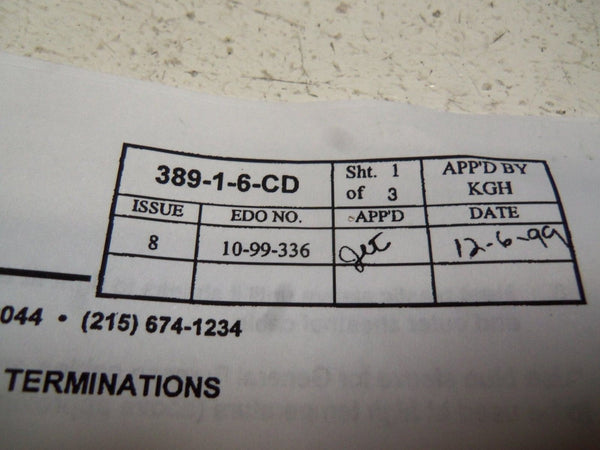 389-1-6-CD
Sht. 1
of 3
APP'D BY
KGH
ISSUE
EDO NO.
APP'D
DATE
8
10-99-336
12-6-99
044 • (215) 674-1234
TERMINATIONS